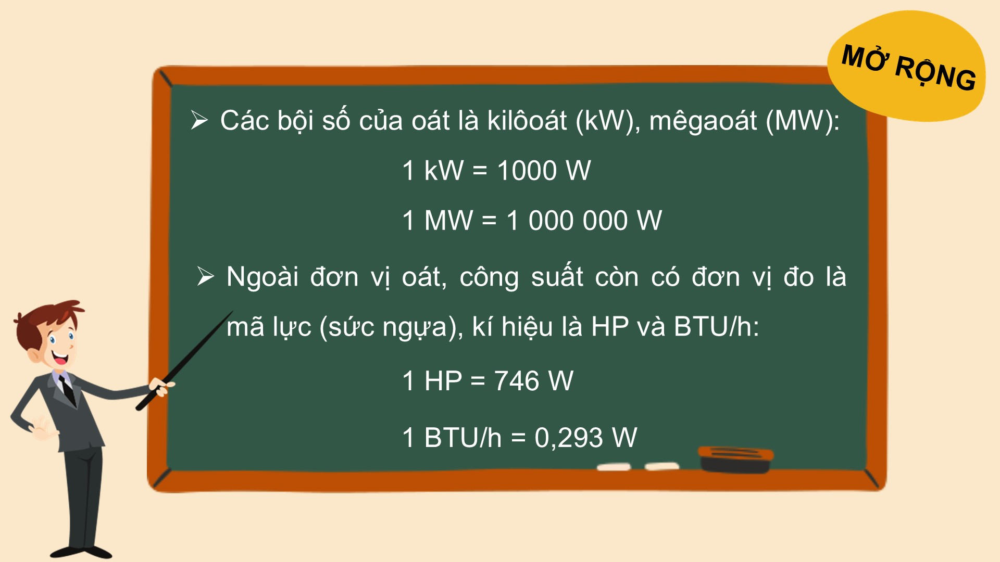 MỞ RỘNG
➢ Các bội số của oát là kilôoát (kW), mêgaoát (MW):
1 kW = 1000 W
1 MW = 1 000 000 W
➢ Ngoài đơn vị oát, công suất còn có đơn vị đo là
mã lực (sức ngựa), kí hiệu là HP và BTU/h:
1 HP = 746 W
1 BTU/h = 0,293 W